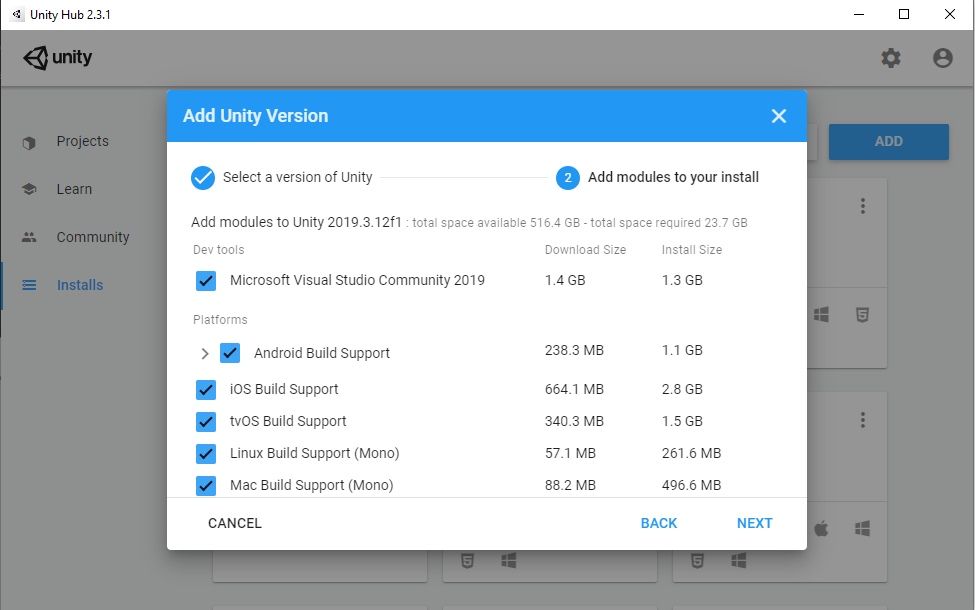 Unity Hub 2.3.1
unity
Add Unity Version
Projects
ADD
Select a version of Unity
2
Add modules to your install
Learn
Add modules to Unity 2019.3.12f1 : total space available 516.4 GB - total space required 23.7 GB
Community
Dev tools Download Size Install Size
Installs
Microsoft Visual Studio Community 2019 1.4 GB 1.3 GB
Platforms
Android Build Support 238.3 MB 1.1 GB
iOS Build Support 664.1 MB 2.8 GB
tvOS Build Support 340.3 MB 1.5 GB
Linux Build Support (Mono) 57.1 MB 261.6 MB
Mac Build Support (Mono) 88.2 MB 496.6 MB
CANCEL BACK NEXT